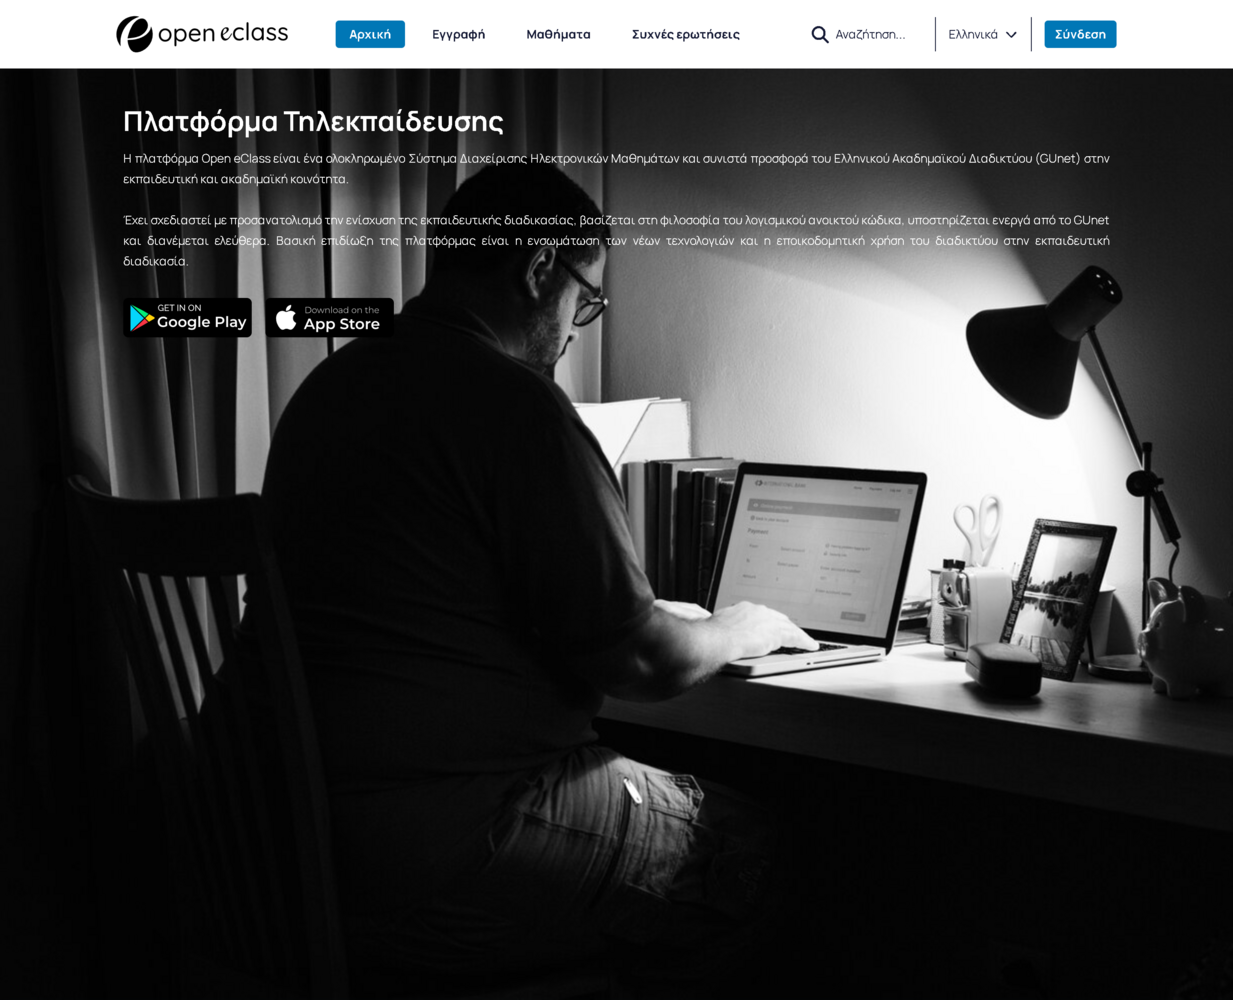 open eclass
Αρχική
Εγγραφή
Μαθήματα
Συχνές ερωτήσεις
Αναζήτηση...
Ελληνικά
Σύνδεση
Πλατφόρμα Τηλεκπαίδευσης
Η πλατφόρμα Open eClass είναι ένα ολοκληρωμένο Σύστημα Διαχείρισης Ηλεκτρονικών Μαθημάτων και συνιστά προσφορά του Ελληνικού Ακαδημαϊκού Διαδικτύου (GUnet) στην
εκπαιδευτική και ακαδημαϊκή κοινότητα.
Έχει σχεδιαστεί με προσανατολισμό την ενίσχυση της εκπαιδευτικής διαδικασίας, βασίζεται στη φιλοσοφία του λογισμικού ανοικτού κώδικα, υποστηρίζεται ενεργά από το GUnet
και διανέμεται ελεύθερα. Βασική επιδίωξη της πλατφόρμας είναι η ενσωμάτωση των νέων τεχνολογιών και η εποικοδομητική χρήση του διαδικτύου στην εκπαιδευτική
διαδικασία.
GET IN ON
Google Play
Download on the
App Store
Payment